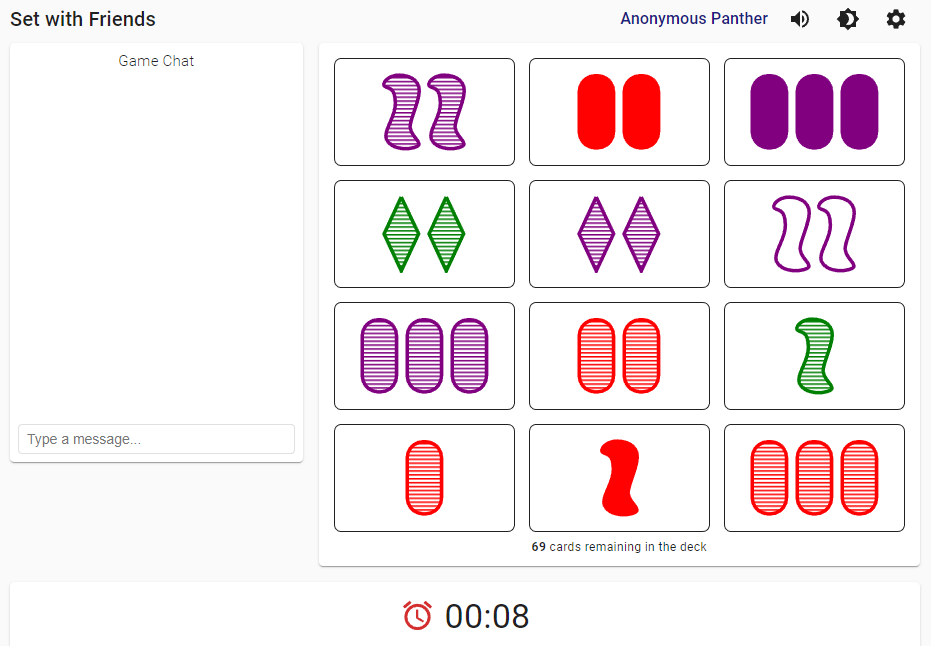 Set with Friends
Anonymous Panther
Game Chat
Type a message...
69 cards remaining in the deck
00:08